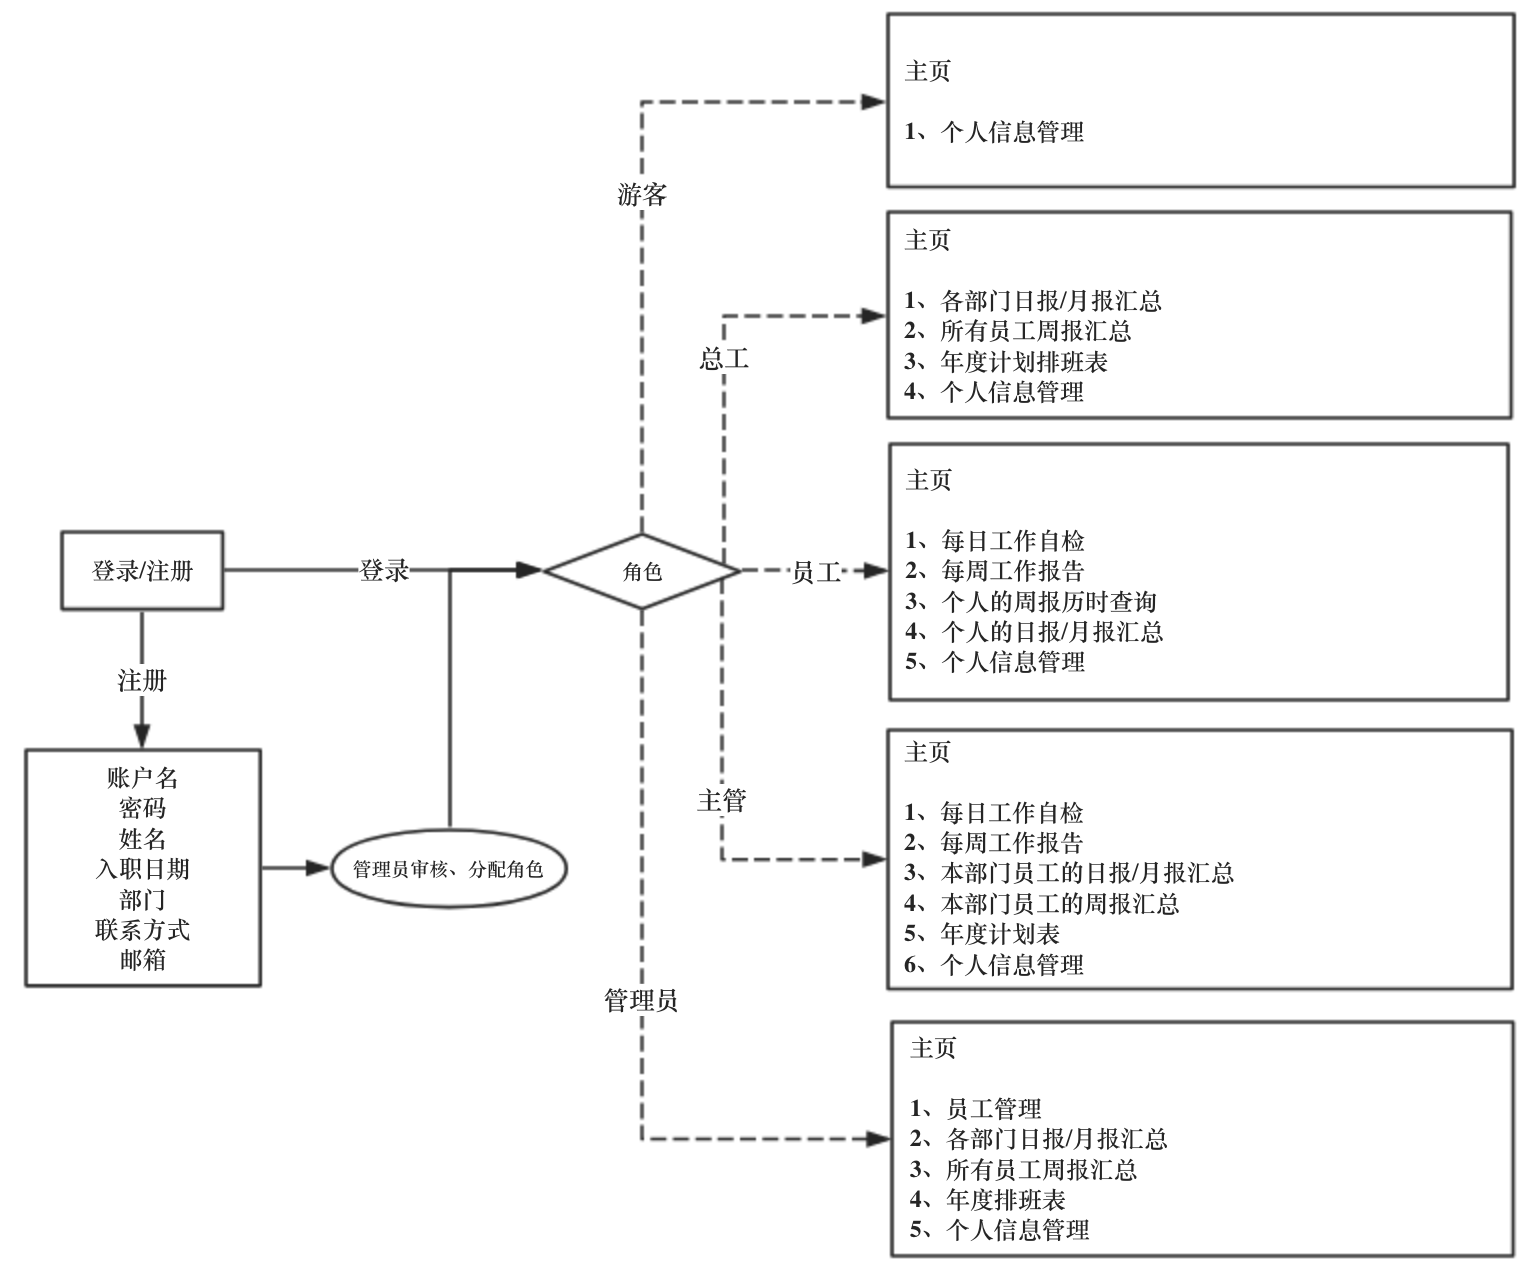 登录/注册
登录
注册
账户名
密码
姓名
入职日期
部门
联系方式
邮箱
管理员审核、分配角色
角色
游客
总工
员工
主管
管理员
主页
1、个人信息管理
主页
1、各部门日报/月报汇总
2、所有员工周报汇总
3、年度计划排班表
4、个人信息管理
主页
1、每日工作自检
2、每周工作报告
3、个人的周报历时查询
4、个人的日报/月报汇总
5、个人信息管理
主页
1、每日工作自检
2、每周工作报告
3、本部门员工的日报/月报汇总
4、本部门员工的周报汇总
5、年度计划表
6、个人信息管理
主页
1、员工管理
2、各部门日报/月报汇总
3、所有员工周报汇总
4、年度排班表
5、个人信息管理